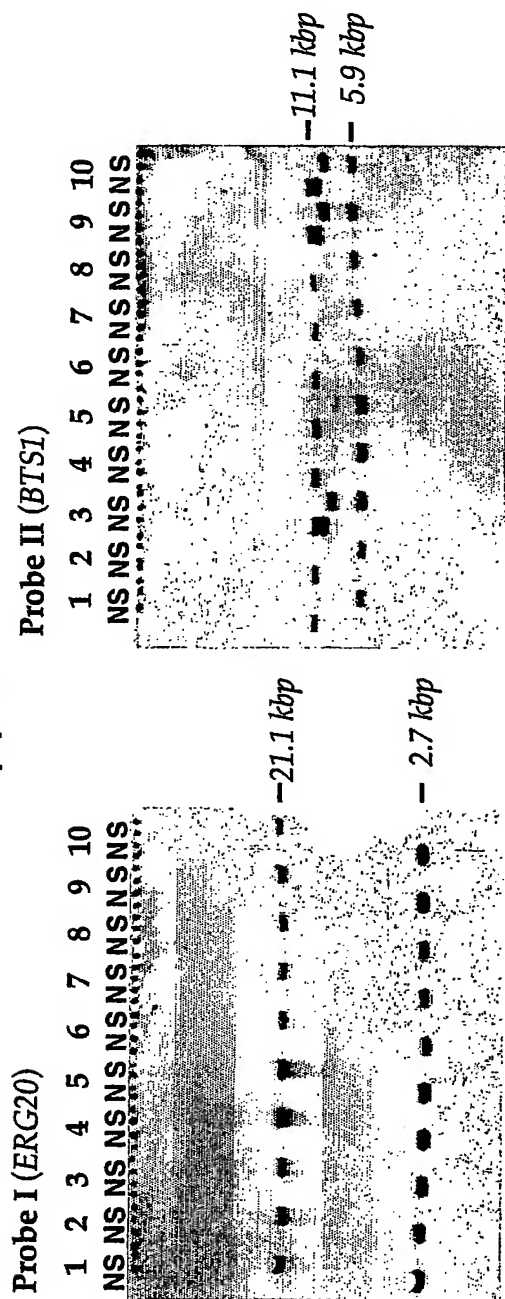 Probe I (ERG20)
1 2 3 4 5 6 7 8 9 10
NS NS NS NS NS NS NS NS NS NS
21.1 kbp
2.7 kbp
Probe II (BTS1)
1 2 3 4 5 6 7 8 9 10
NS NS NS NS NS NS NS NS NS NS
11.1 kbp
5.9 kbp